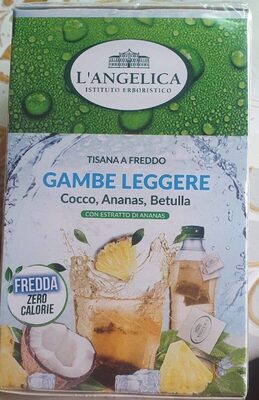 L'ANGELICA
ISTITUTO ERBORISTICO
TISANA A FREDDO
GAMBE LEGGERE
Cocco, Ananas, Betulla
CON ESTRATTO DI ANANAS
FREDDA
ZERO
CALORIE